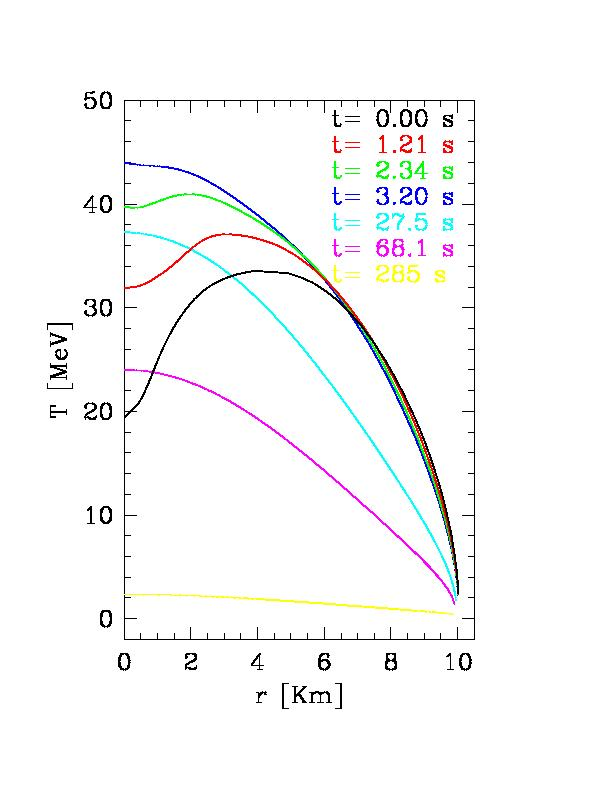 50
t= 0.00 s
t= 1.21 s
t= 2.34 s
40
t= 3.20 s
t= 27.5 s
t= 68.1 s
t= 285 s
30
T [MeV]
20
10
0
0 2 4 6 8 10
r [Km]